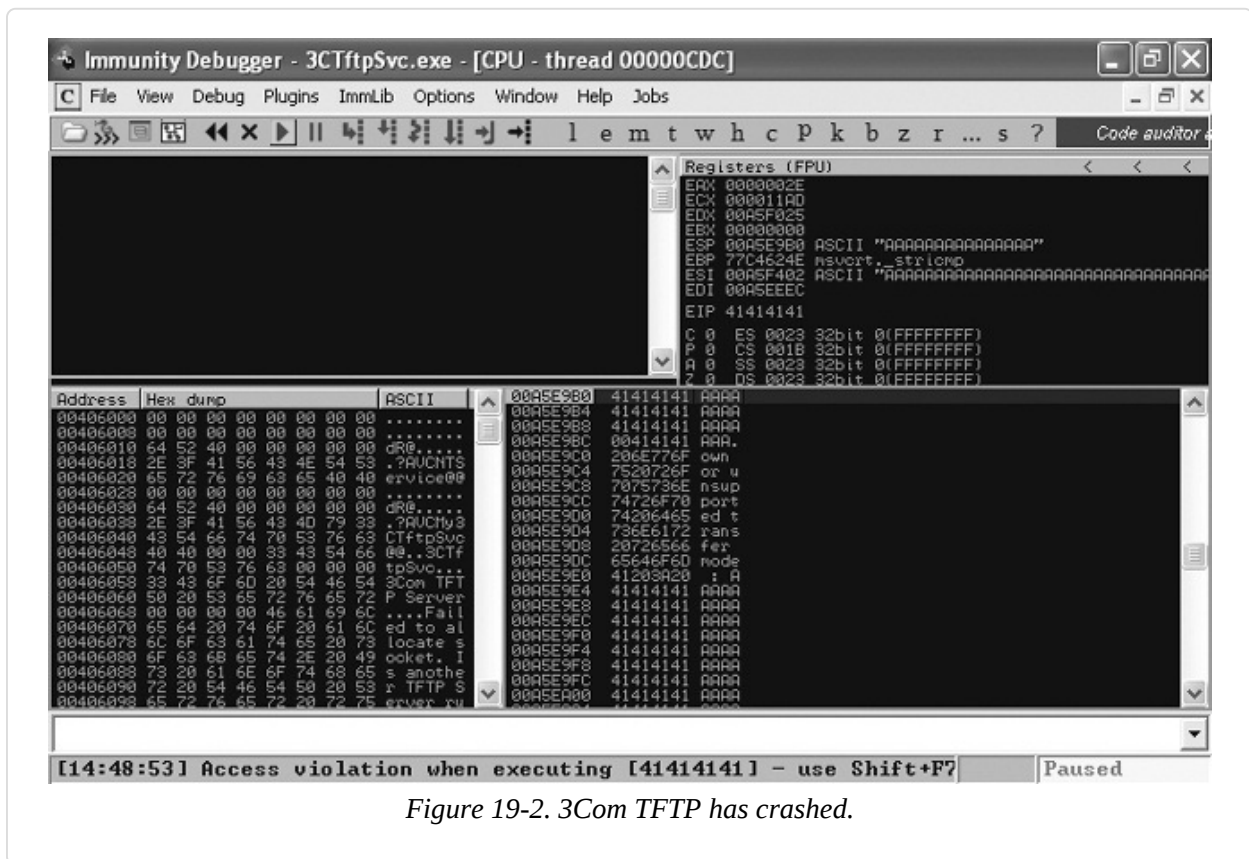 Immunity Debugger - 3CTftpSvc.exe - [CPU - thread 00000CDC]
C File View Debug Plugins ImmLib Options Window Help Jobs
l e m t w h c P k b z r ... s ? Code auditor
Registers (FPU) < < <
EAX 0000002E
ECX 000011AD
EDX 00A5F025
EBX 00000000
ESP 00A5E9B0 ASCII "AAAAAAAAAAAAAAA"
EBP 77C4624E msvcrt._stricmp
ESI 00A5F402 ASCII
EDI 00A5EEEC
EIP 41414141
C 0 ES 0023 32bit 0(FFFFFFFF)
P 0 CS 001B 32bit 0(FFFFFFFF)
A 0 SS 0023 32bit 0(FFFFFFFF)
Z 0 DS 0023 32bit 0(FFFFFFFF)
Address Hex dump ASCII
00406000 00 00 00 00 00 00 00 00 ........
00406008 00 00 00 00 00 00 00 00 ........
00406010 64 52 40 00 00 00 00 00 dR@.....
00406018 2E 3F 41 56 43 4E 54 53 .?AVCNTS
00406020 65 72 76 69 63 65 40 40 ervice@@
00406028 00 00 00 00 00 00 00 00 ........
00406030 64 52 40 00 00 00 00 00 dR@.....
00406038 2E 3F 41 56 43 4D 79 33 .?AVCMy3
00406040 43 54 66 74 70 53 76 63 CTftpSvc
00406048 40 40 00 00 33 43 54 66 @@..3CTf
00406050 74 70 53 76 63 00 00 00 tpSvc...
00406058 33 43 6F 6D 20 54 46 54 3Com TFT
00406060 50 20 53 65 72 76 65 72 P Server
00406068 00 00 00 00 46 61 69 6C ....Fail
00406070 65 64 20 74 6F 20 61 6C ed to al
00406078 6C 6F 63 61 74 65 20 73 locate s
00406080 6F 63 6B 65 74 2E 20 49 ocket. I
00406088 73 20 61 6E 6F 74 68 65 s anothe
00406090 72 20 54 46 54 50 20 53 r TFTP S
00406098 65 72 76 65 72 20 72 75 erver ru
00A5E9B0 41414141 AAAA
00A5E9B4 41414141 AAAA
00A5E9B8 41414141 AAAA
00A5E9BC 00414141 AAA.
00A5E9C0 206E776F own
00A5E9C4 7520726F or u
00A5E9C8 7075736E nsup
00A5E9CC 74726F70 port
00A5E9D0 74206465 ed t
00A5E9D4 736E6172 rans
00A5E9D8 20726566 fer
00A5E9DC 65646F6D mode
00A5E9E0 41203A20 : A
00A5E9E4 41414141 AAAA
00A5E9E8 41414141 AAAA
00A5E9EC 41414141 AAAA
00A5E9F0 41414141 AAAA
00A5E9F4 41414141 AAAA
00A5E9F8 41414141 AAAA
00A5E9FC 41414141 AAAA
00A5EA00 41414141 AAAA
[14:48:53] Access violation when executing [41414141] - use Shift+F7
Paused
Figure 19-2. 3Com TFTP has crashed.